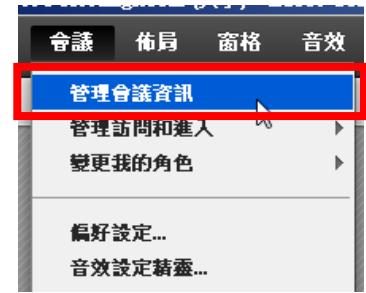 會議 佈局 窗格 音效
管理會議資訊
管理訪問和進入
變更我的角色
偏好設定...
音效設定精靈...